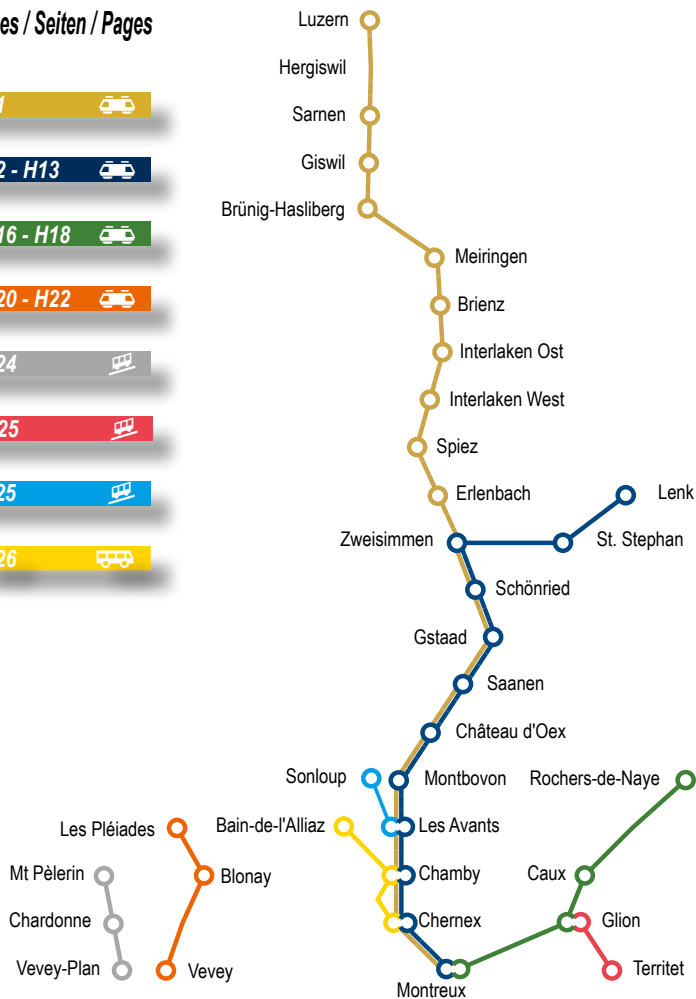 es / Seiten / Pages
1
2 - H13
16 - H18
20 - H22
24
25
25
26
Luzern
Hergiswil
Sarnen
Giswil
Brünig-Hasliberg
Meiringen
Brienz
Interlaken Ost
Interlaken West
Spiez
Erlenbach
Lenk
Zweisimmen
St. Stephan
Schönried
Gstaad
Saanen
Château d'Oex
Sonloup
Montbovon
Rochers-de-Naye
Les Pléiades
Bain-de-l'Alliaz
Les Avants
Mt Pèlerin
Blonay
Chamby
Caux
Chardonne
Chernex
Glion
Vevey-Plan
Vevey
Montreux
Territet